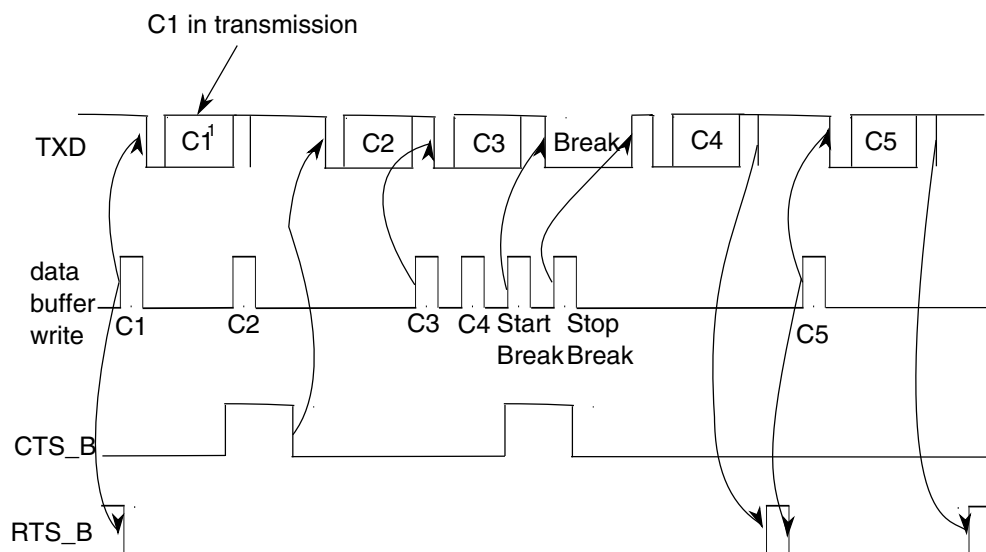 C1 in transmission
TXD
C1 1
C2
C3
Break
C4
C5
data
buffer
write
C1
C2
C3
C4
Start
Break
Stop
Break
C5
CTS_B
RTS_B